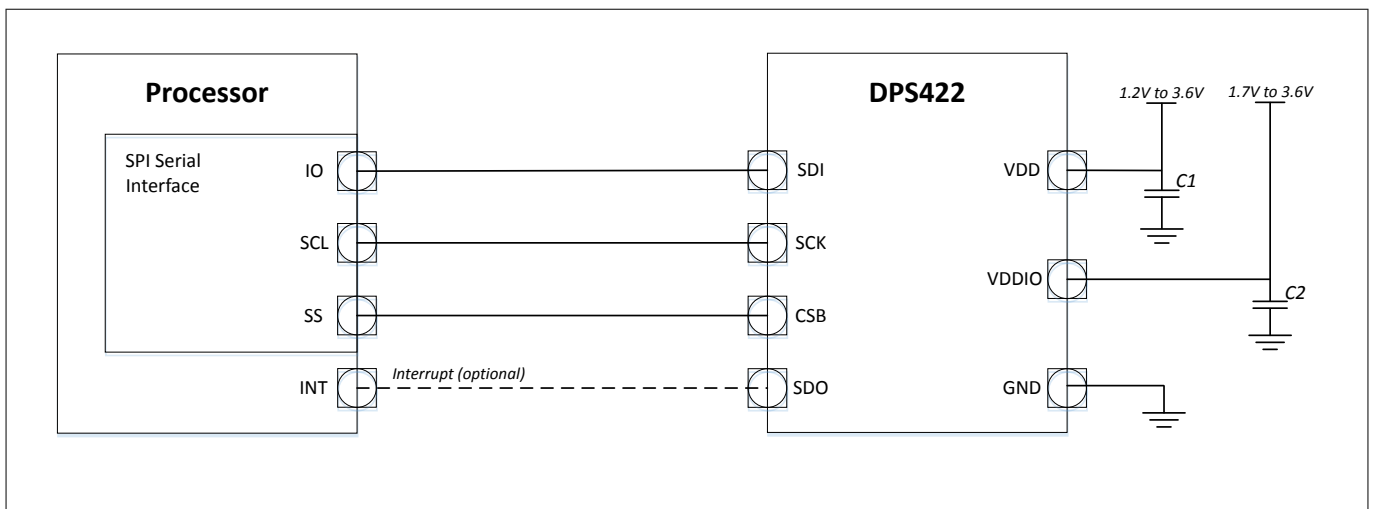 Processor
DPS422
1.2V to 3.6V
1.7V to 3.6V
SPI Serial
Interface
IO
SDI
VDD
C1
SCL
SCK
VDDIO
C2
SS
CSB
INT
Interrupt (optional)
SDO
GND